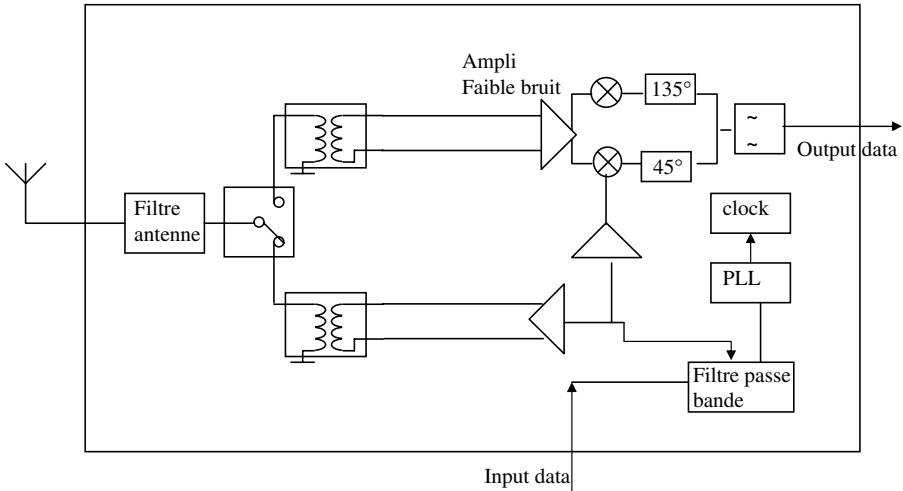 Ampli
Faible bruit
135°
~
~
Output data
45°
Filtre
antenne
clock
PLL
Filtre passe
bande
Input data